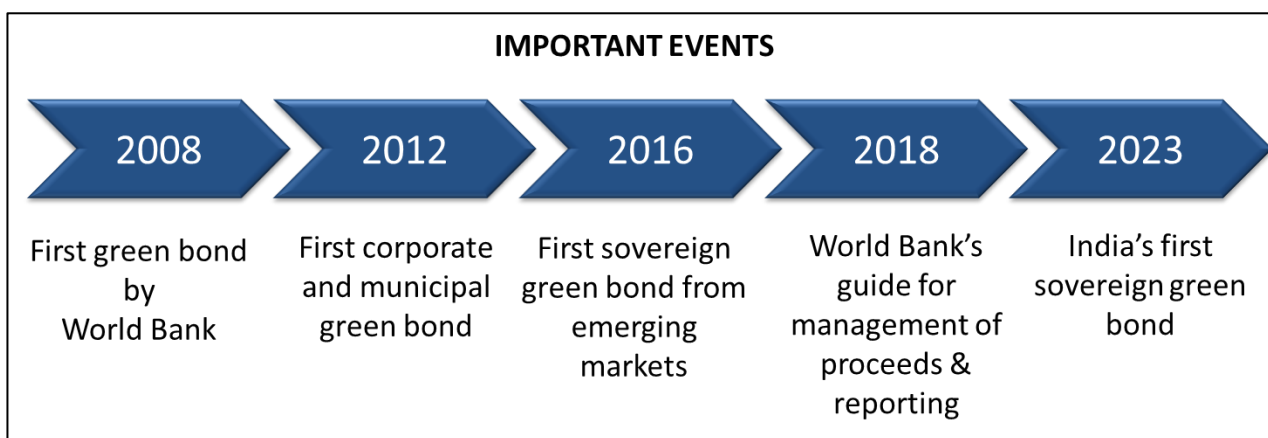 IMPORTANT EVENTS
2008
2012
2016
2018
2023
First green bond
by
World Bank
First corporate
and municipal
green bond
First sovereign
green bond from
emerging
markets
World Bank’s
guide for
management of
proceeds &
reporting
India’s first
sovereign green
bond